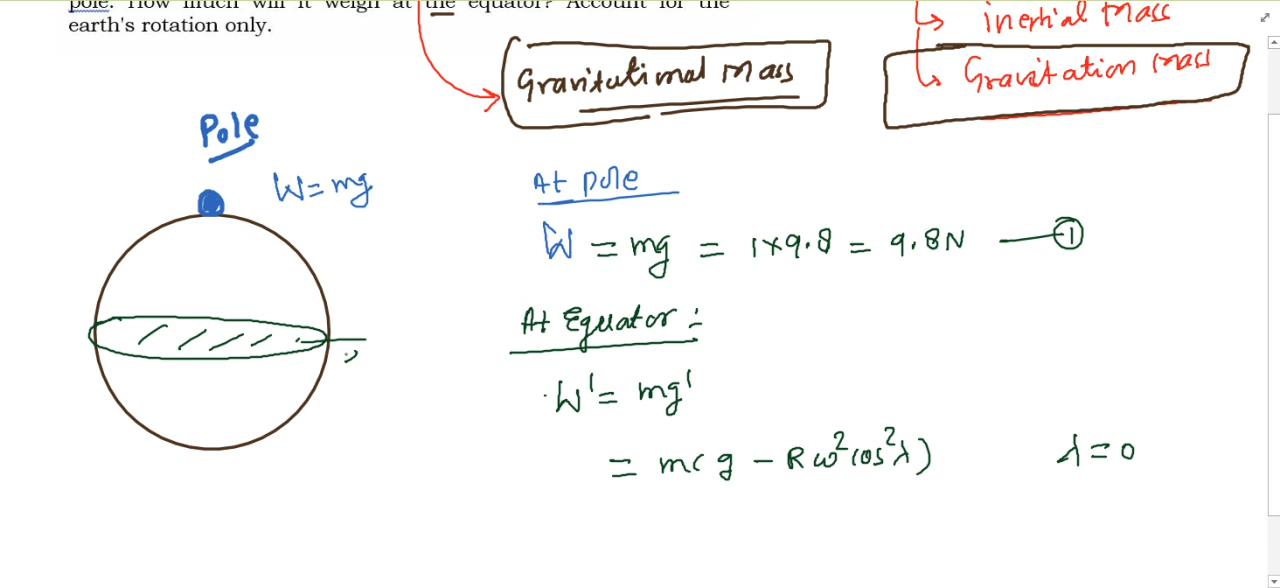 pole. How much will it weigh at the equator? Account for the
earth's rotation only.
inertial Mass
Gravitational Mass
Gravitation Mass
Pole
W = mg
At pole
W = mg = 1×9.8 = 9.8N —— ①
At Equator :-
W' = mg'
= m(g - Rω²cos²λ) λ = 0